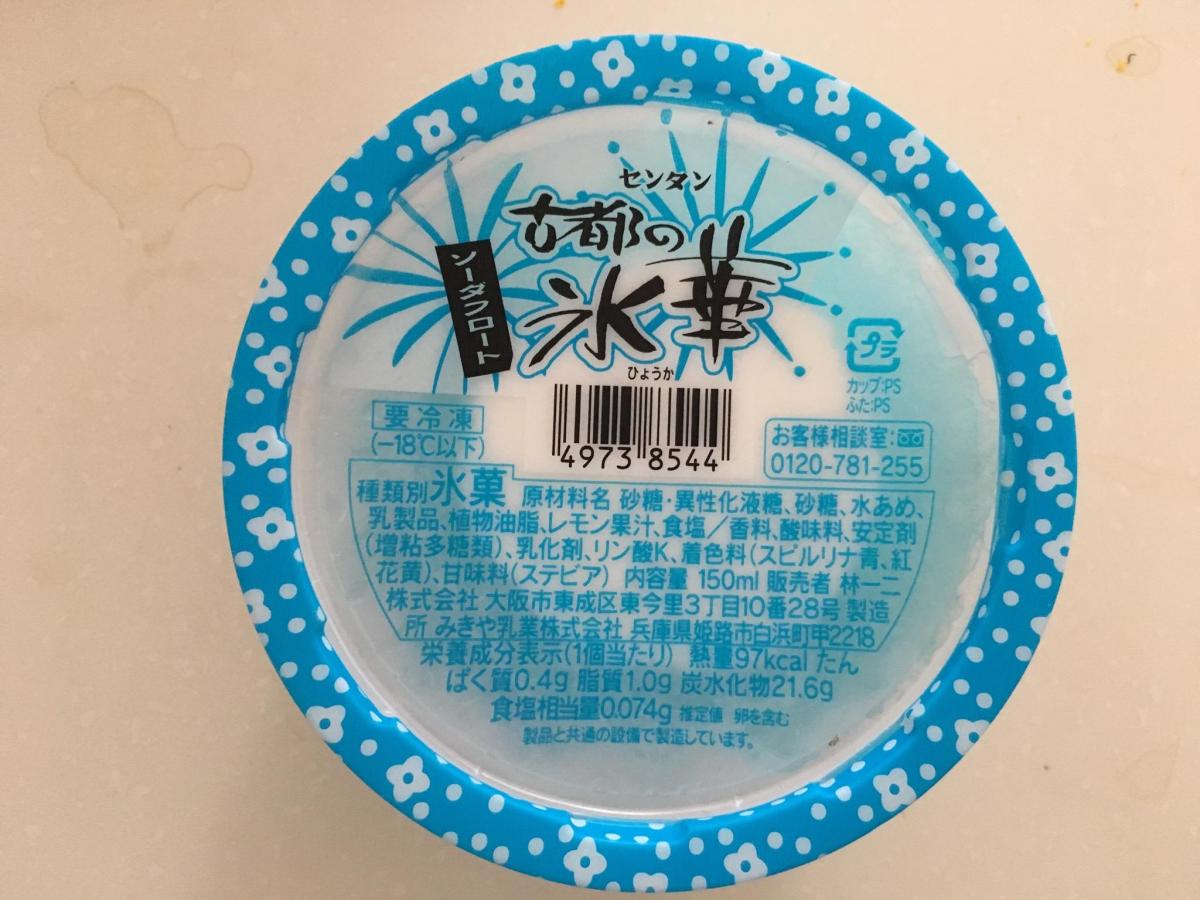 センタン
古都の
氷華
ひょうか
ソーダフロート
プラ
カップ:PS
ふた:PS
要冷凍
(-18℃以下)
4973 8544
お客様相談室:
0120-781-255
種類別 氷菓 原材料名 砂糖・異性化液糖、砂糖、水あめ、
乳製品、植物油脂、レモン果汁、食塩/香料、酸味料、安定剤
(増粘多糖類)、乳化剤、リン酸K、着色料(スピルリナ青、紅
花黄)、甘味料(ステビア) 内容量 150ml 販売者 林一二
株式会社 大阪市東成区東今里3丁目10番28号 製造
所 みきや乳業株式会社 兵庫県姫路市白浜町甲2218
栄養成分表示(1個当たり) 熱量97kcal たん
ぱく質0.4g 脂質1.0g 炭水化物21.6g
食塩相当量0.074g 推定値 卵を含む
製品と共通の設備で製造しています。